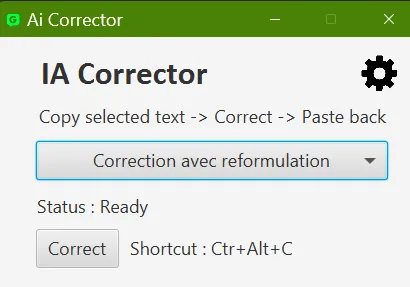 Ai Corrector
IA Corrector
Copy selected text -> Correct -> Paste back
Correction avec reformulation
Status : Ready
Correct Shortcut : Ctr+Alt+C